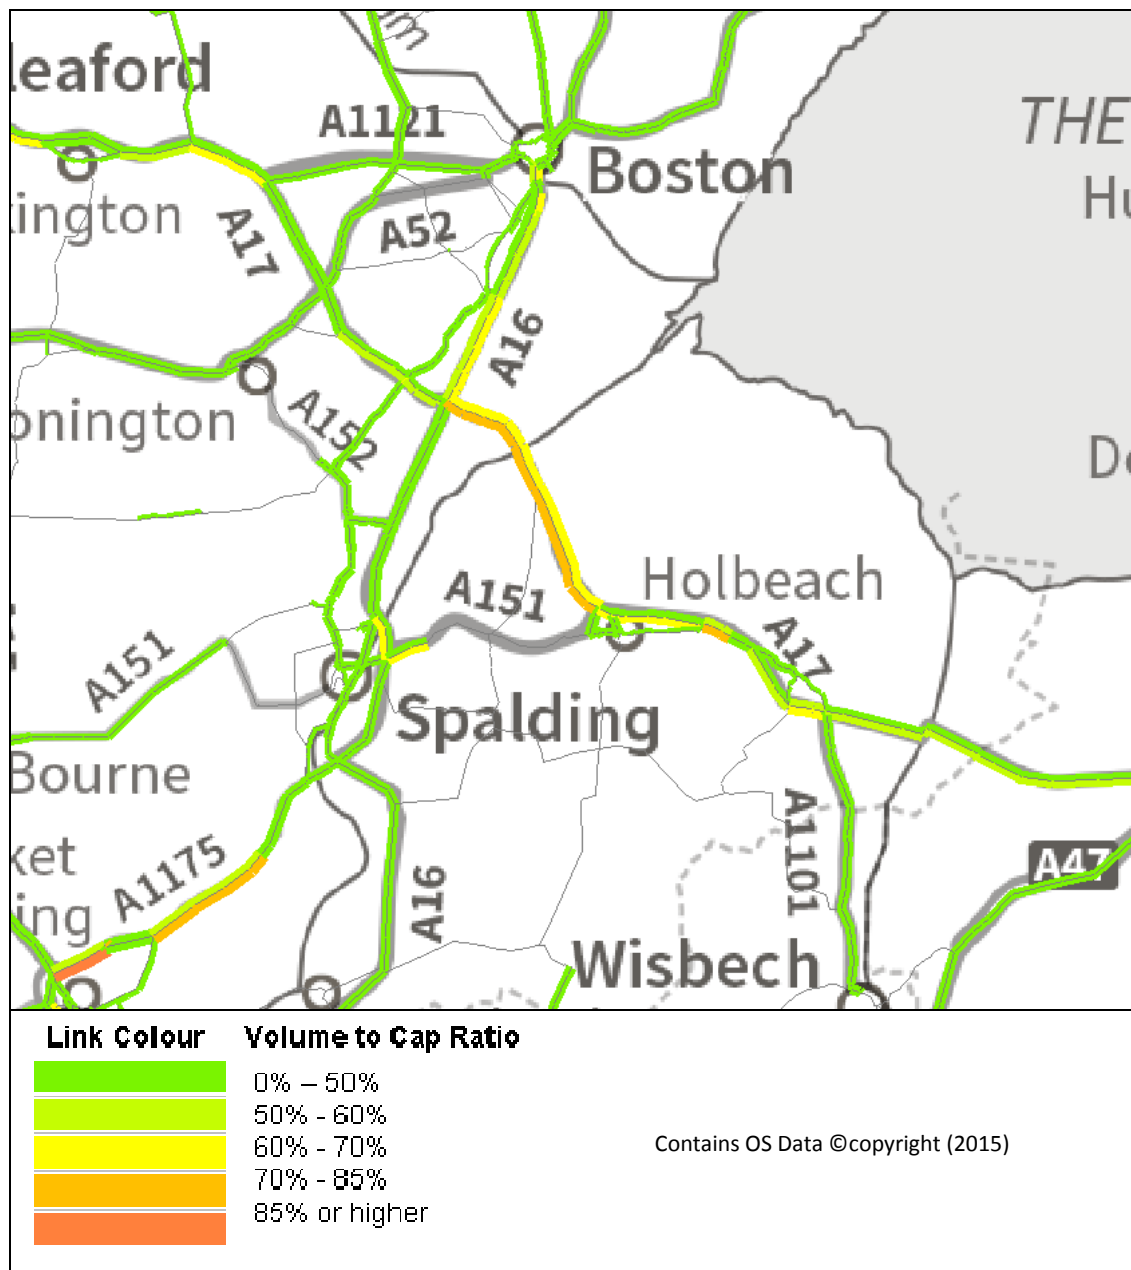 leaford
THE
A1121
Boston
Hu
kington
A17
A52
A16
onington
A152
De
Holbeach
A151
A17
A151
Spalding
Bourne
A1101
ket
A1175
A47
ing
A16
Wisbech
Link Colour Volume to Cap Ratio
0% – 50%
50% - 60%
60% - 70%
70% - 85%
85% or higher
Contains OS Data ©copyright (2015)